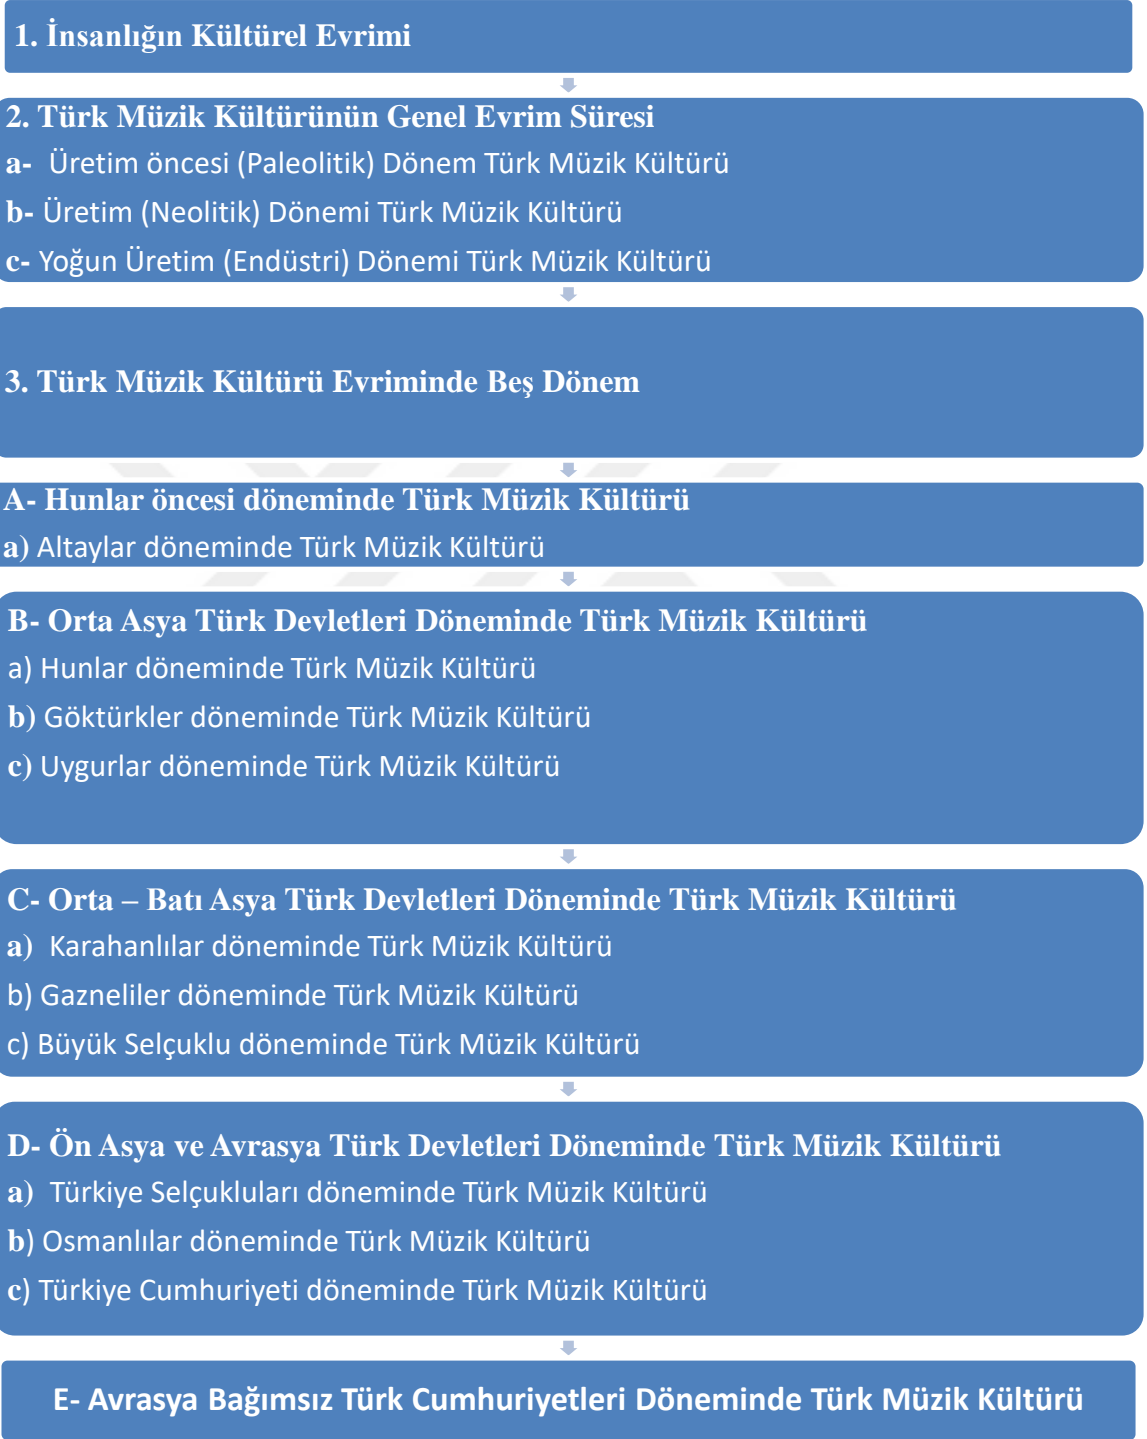 1. İnsanlığın Kültürel Evrimi
2. Türk Müzik Kültürünün Genel Evrim Süresi
a- Üretim öncesi (Paleolitik) Dönem Türk Müzik Kültürü
b- Üretim (Neolitik) Dönemi Türk Müzik Kültürü
c- Yoğun Üretim (Endüstri) Dönemi Türk Müzik Kültürü
3. Türk Müzik Kültürü Evriminde Beş Dönem
A- Hunlar öncesi döneminde Türk Müzik Kültürü
a) Altaylar döneminde Türk Müzik Kültürü
B- Orta Asya Türk Devletleri Döneminde Türk Müzik Kültürü
a) Hunlar döneminde Türk Müzik Kültürü
b) Göktürkler döneminde Türk Müzik Kültürü
c) Uygurlar döneminde Türk Müzik Kültürü
C- Orta – Batı Asya Türk Devletleri Döneminde Türk Müzik Kültürü
a) Karahanlılar döneminde Türk Müzik Kültürü
b) Gazneliler döneminde Türk Müzik Kültürü
c) Büyük Selçuklu döneminde Türk Müzik Kültürü
D- Ön Asya ve Avrasya Türk Devletleri Döneminde Türk Müzik Kültürü
a) Türkiye Selçukluları döneminde Türk Müzik Kültürü
b) Osmanlılar döneminde Türk Müzik Kültürü
c) Türkiye Cumhuriyeti döneminde Türk Müzik Kültürü
E- Avrasya Bağımsız Türk Cumhuriyetleri Döneminde Türk Müzik Kültürü